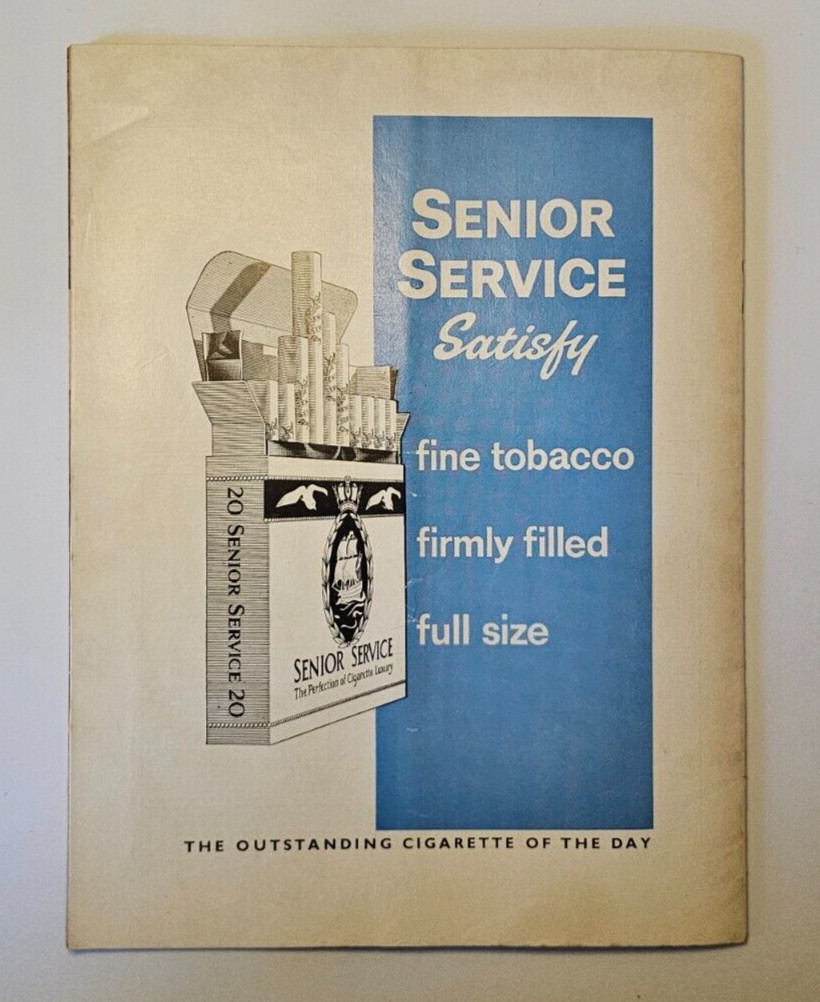 SENIOR
SERVICE
Satisfy
fine tobacco
firmly filled
full size
20 SENIOR SERVICE 20
SENIOR SERVICE
The Perfection of Cigarette Luxury
THE OUTSTANDING CIGARETTE OF THE DAY